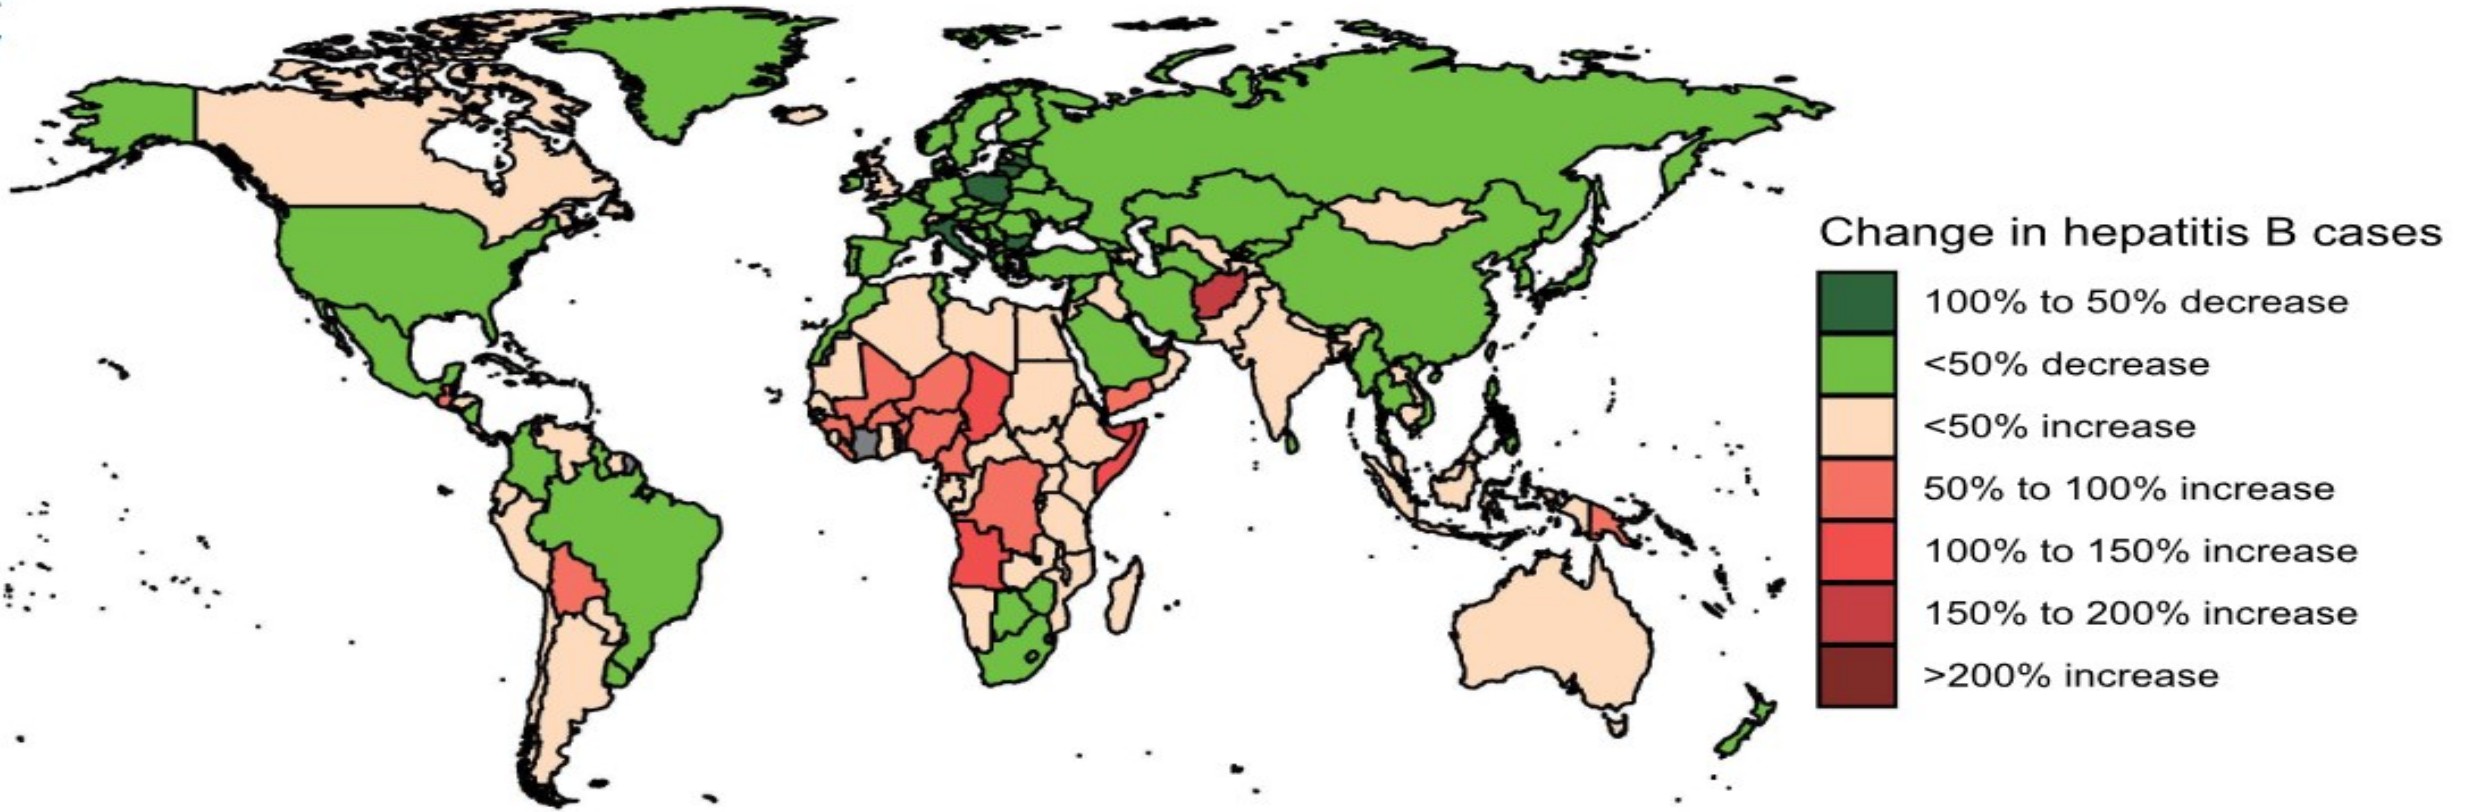 Change in hepatitis B cases
100% to 50% decrease
<50% decrease
<50% increase
50% to 100% increase
100% to 150% increase
150% to 200% increase
>200% increase